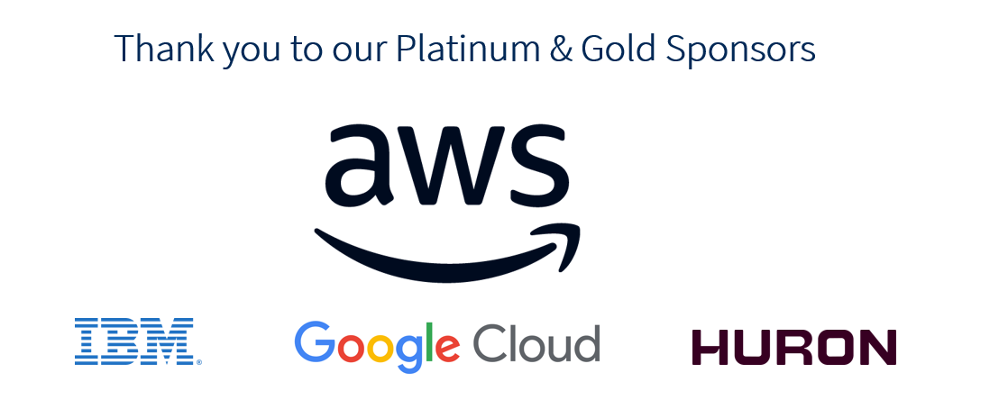 Thank you to our Platinum & Gold Sponsors
aws
IBM® Google Cloud HURON